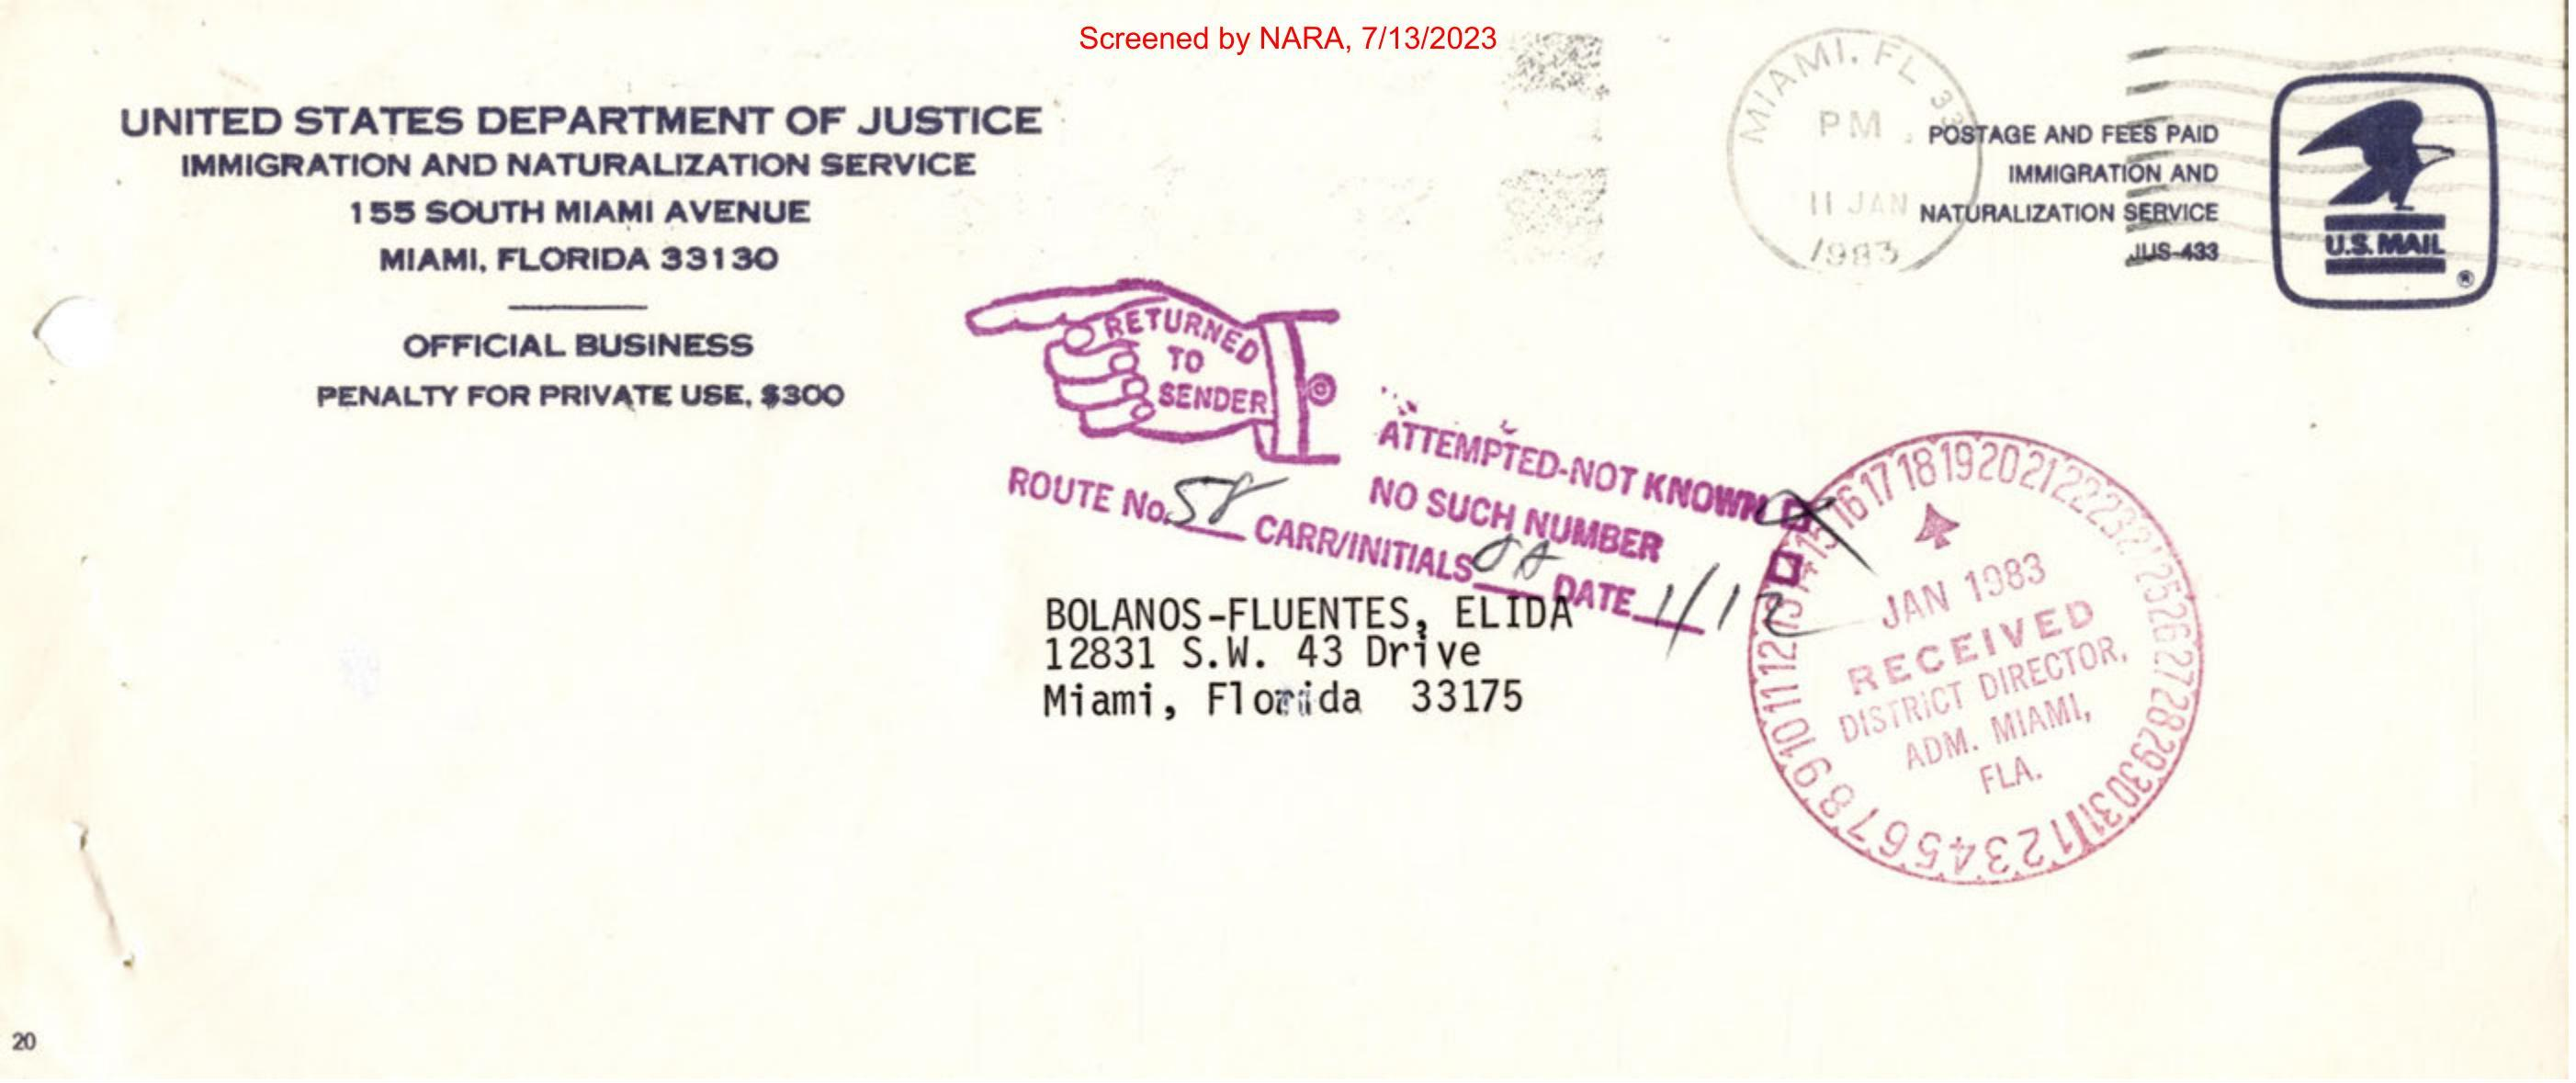 Screened by NARA, 7/13/2023
UNITED STATES DEPARTMENT OF JUSTICE
IMMIGRATION AND NATURALIZATION SERVICE
155 SOUTH MIAMI AVENUE
MIAMI, FLORIDA 33130
OFFICIAL BUSINESS
PENALTY FOR PRIVATE USE, $300
MIAMI, FL
PM
11 JAN
1983
POSTAGE AND FEES PAID
IMMIGRATION AND
NATURALIZATION SERVICE
JUS-433
U.S. MAIL
®
RETURNED
TO
SENDER
ATTEMPTED-NOT KNOWN
NO SUCH NUMBER
ROUTE No. 58 CARR/INITIALS DATE 1/12
BOLANOS-FLUENTES, ELIDA
12831 S.W. 43 Drive
Miami, Florida 33175
1 2 3 4 5 6 7 8 9 10 11 12 13 14 15 16 17 18 19 20 21 22 23 24 25 26 27 28 29 30 31
JAN 1983
RECEIVED
DISTRICT DIRECTOR,
ADM. MIAMI,
FLA.
20